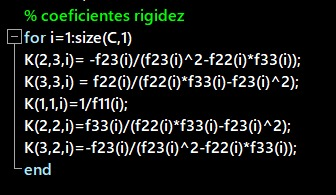 % coeficientes rigidez
for i=1:size(C,1)
K(2,3,i)= -f23(i)/(f23(i)^2-f22(i)*f33(i));
K(3,3,i) = f22(i)/(f22(i)*f33(i)-f23(i)^2);
K(1,1,i)=1/f11(i);
K(2,2,i)=f33(i)/(f22(i)*f33(i)-f23(i)^2);
K(3,2,i)=-f23(i)/(f23(i)^2-f22(i)*f33(i));
end